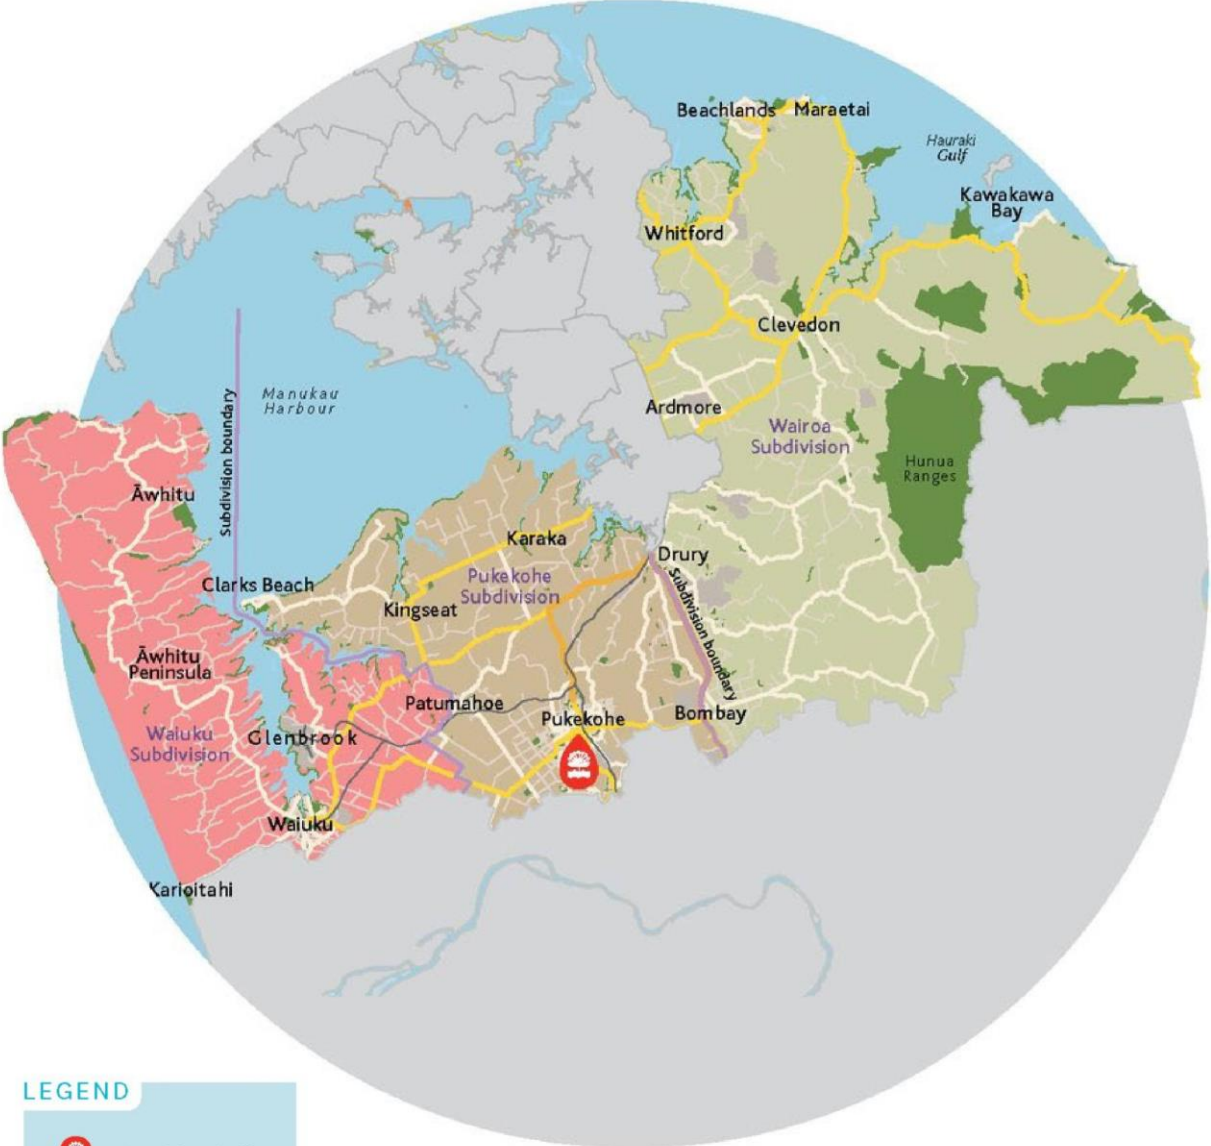 Beachlands Maraetai
Hauraki
Gulf
Kawakawa
Bay
Whitford
Clevedon
Manukau
Harbour
Subdivision boundary
Ardmore
Wairoa
Subdivision
Hunua
Ranges
Āwhitu
Karaka
Drury
Pukekohe
Subdivision
Clarks Beach
Kingseat
Subdivision boundary
Āwhitu
Peninsula
Patumahoe
Pukekohe
Bombay
Waiuku
Subdivision
Glenbrook
Waiuku
Karioitahi
LEGEND